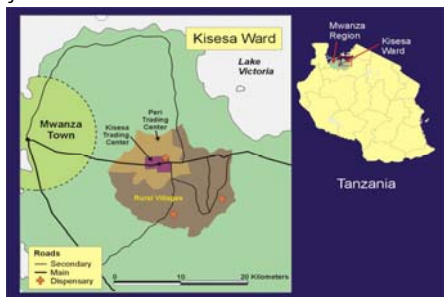 Kisesa Ward
Lake
Victoria
Mwanza
Town
Kisesa
Trading
Center
Peri
Trading
Center
Rural Villages
Roads
Secondary
Main
Dispensary
0
10
20
Kilometers
Mwanza
Region
Kisesa
Ward
Tanzania